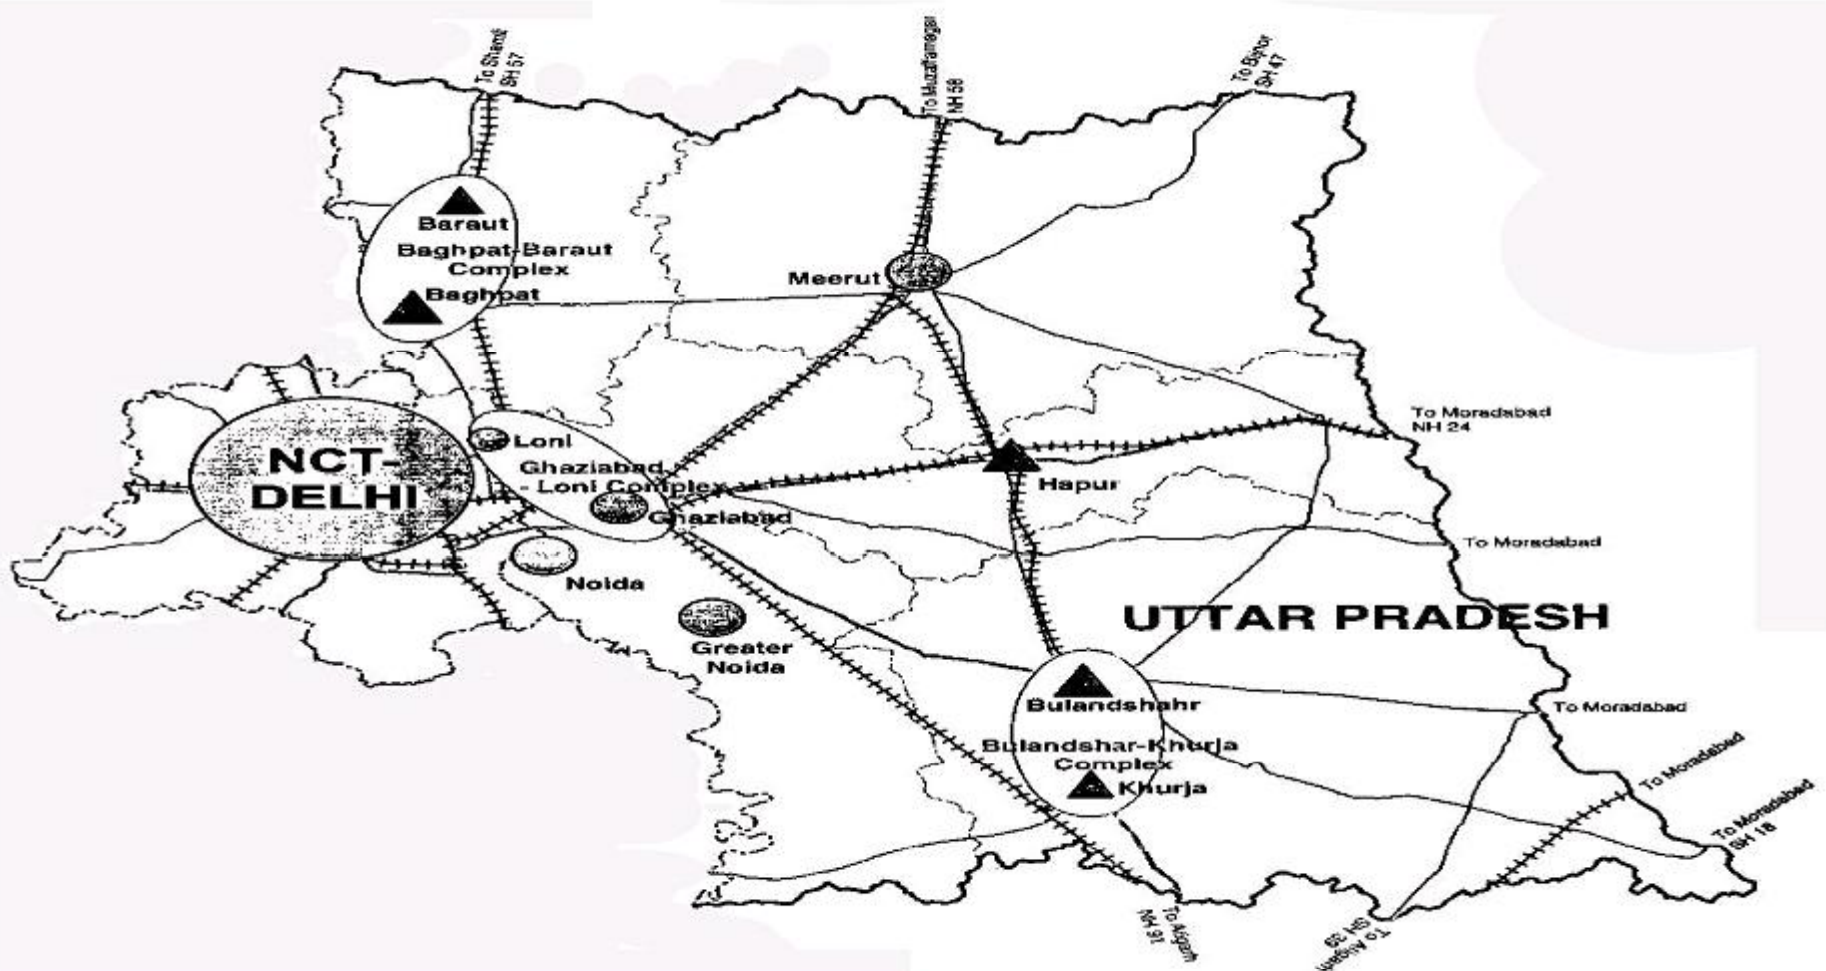 To Shamli
SH 57
To Muzaffarnagar
NH 58
To Bijnor
SH 47
Baraut
Baghpat-Baraut
Complex
Baghpat
Meerut
To Moradabad
NH 24
Loni
NCT-
DELHI
Ghaziabad
- Loni Complex
Ghaziabad
Hapur
To Moradabad
Noida
UTTAR PRADESH
Greater
Noida
Bulandshahr
To Moradabad
Bulandshar-Khurja
Complex
Khurja
To Moradabad
To Moradabad
SH 18
To Aligarh
NH 91
To Aligarh
SH 39